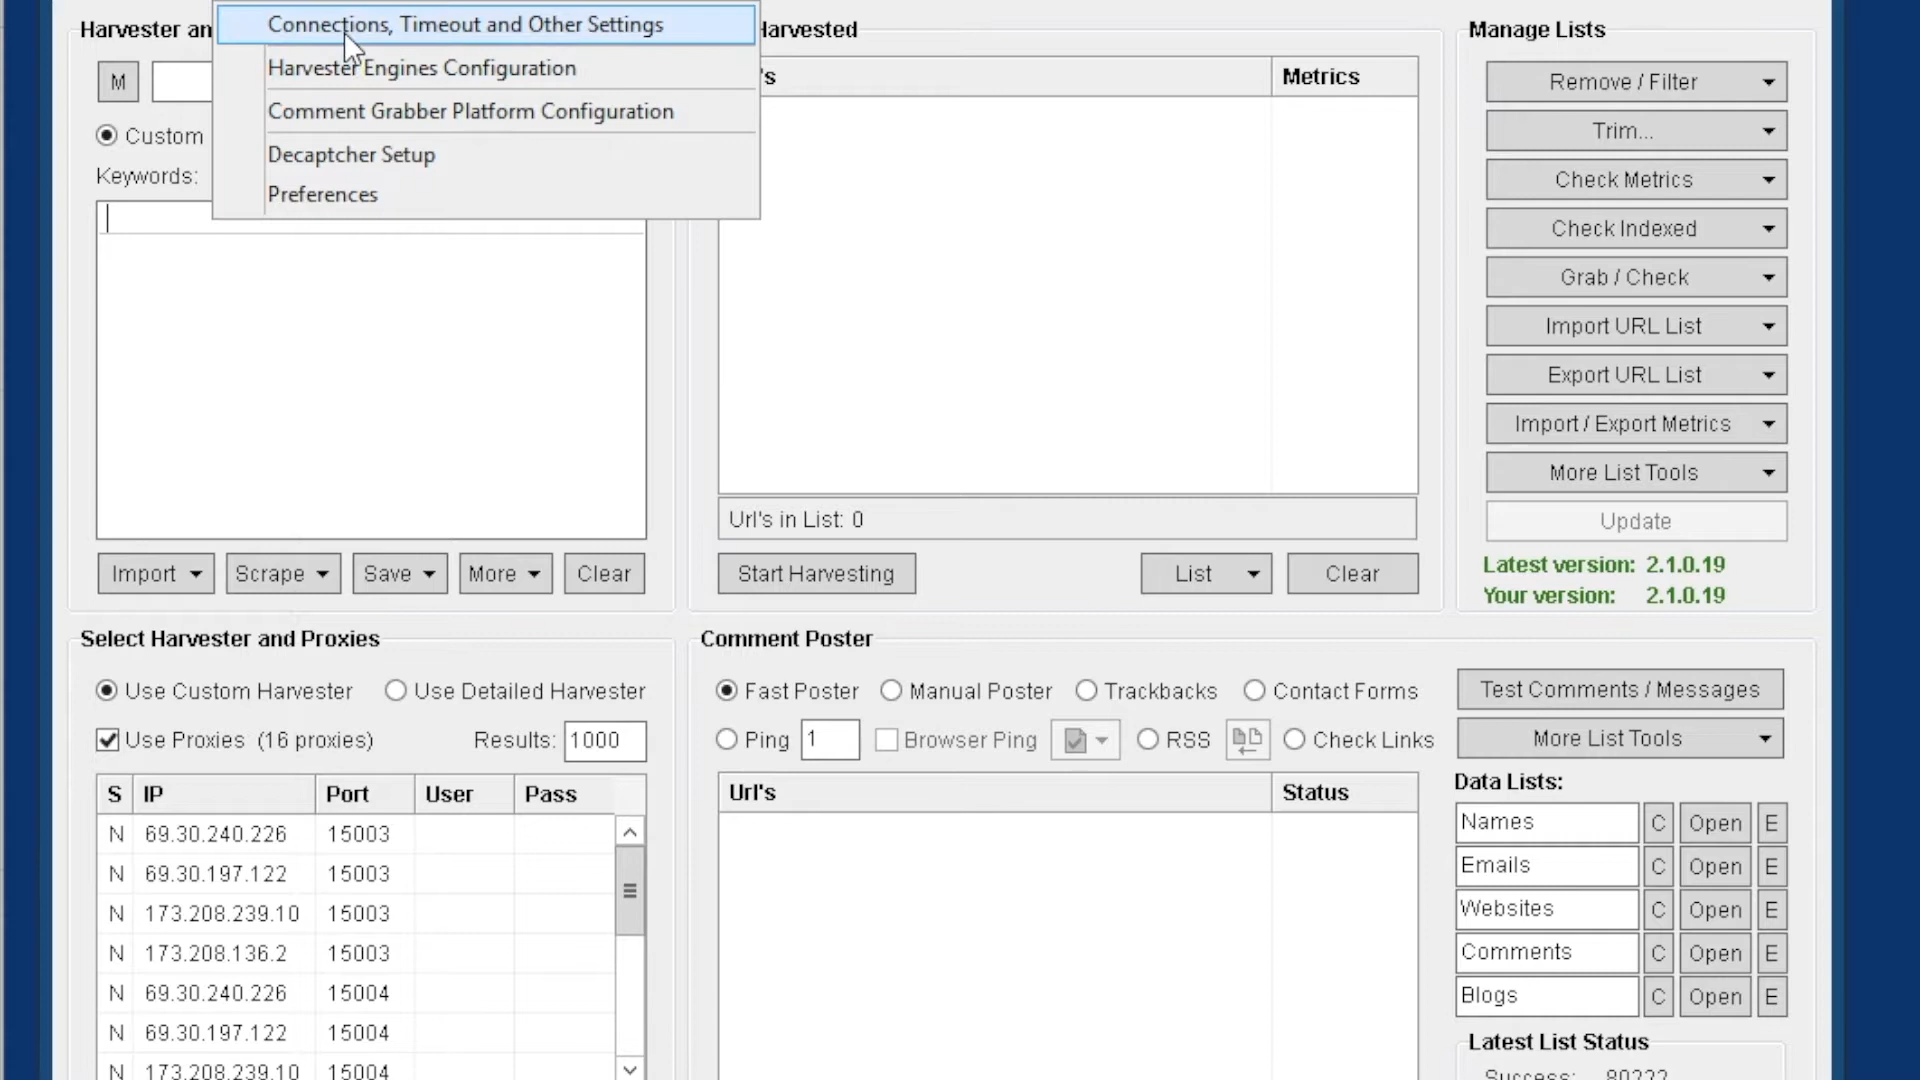 Connections, Timeout and Other Settings
Harvester Engines Configuration
Comment Grabber Platform Configuration
Decaptcher Setup
Preferences
Harvester an
M
Custom
Keywords:
Import
Scrape
Save
More
Clear
Harvested
's
Metrics
Url's in List: 0
Start Harvesting
List
Clear
Manage Lists
Remove / Filter
Trim...
Check Metrics
Check Indexed
Grab / Check
Import URL List
Export URL List
Import / Export Metrics
More List Tools
Update
Latest version: 2.1.0.19
Your version: 2.1.0.19
Select Harvester and Proxies
Use Custom Harvester Use Detailed Harvester
Use Proxies (16 proxies) Results: 1000
S IP Port User Pass
N 69.30.240.226 15003
N 69.30.197.122 15003
N 173.208.239.10 15003
N 173.208.136.2 15003
N 69.30.240.226 15004
N 69.30.197.122 15004
N 173.208.239.10 15004
Comment Poster
Fast Poster Manual Poster Trackbacks Contact Forms
Ping 1 Browser Ping RSS Check Links
Url's Status
Test Comments / Messages
More List Tools
Data Lists:
Names C Open E
Emails C Open E
Websites C Open E
Comments C Open E
Blogs C Open E
Latest List Status
Success: